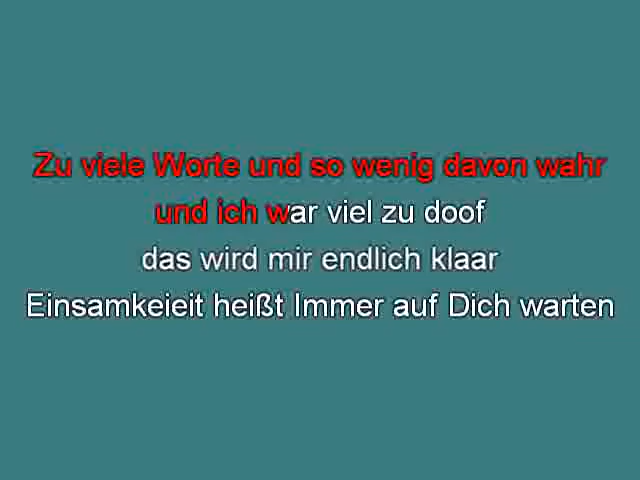 Zu viele Worte und so wenig davon wahr
und ich war viel zu doof
das wird mir endlich klaar
Einsamkeieit heißt Immer auf Dich warten